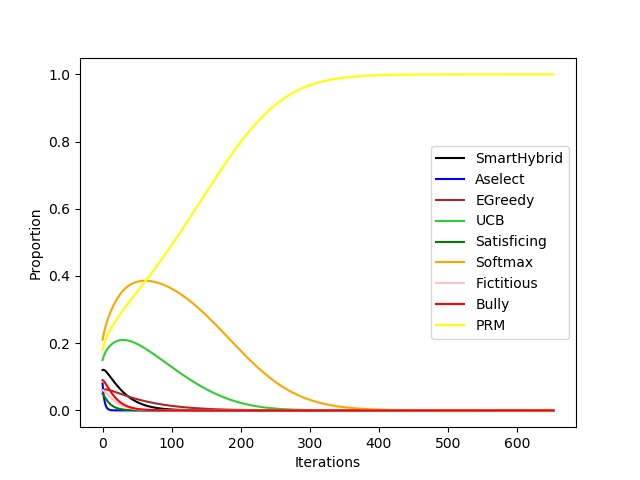 1.0
0.8
0.6
0.4
0.2
0.0
Proportion
0 100 200 300 400 500 600
Iterations
SmartHybrid
Aselect
EGreedy
UCB
Satisficing
Softmax
Fictitious
Bully
PRM